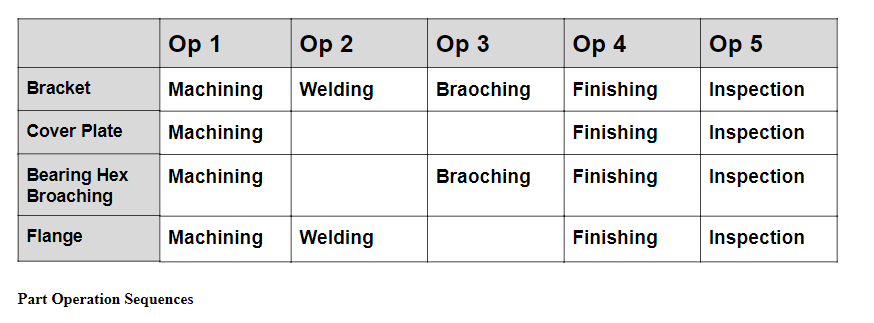 Op 1 Op 2 Op 3 Op 4 Op 5
Bracket Machining Welding Braoching Finishing Inspection
Cover Plate Machining Finishing Inspection
Bearing Hex Machining Braoching Finishing Inspection
Broaching
Flange Machining Welding Finishing Inspection
Part Operation Sequences